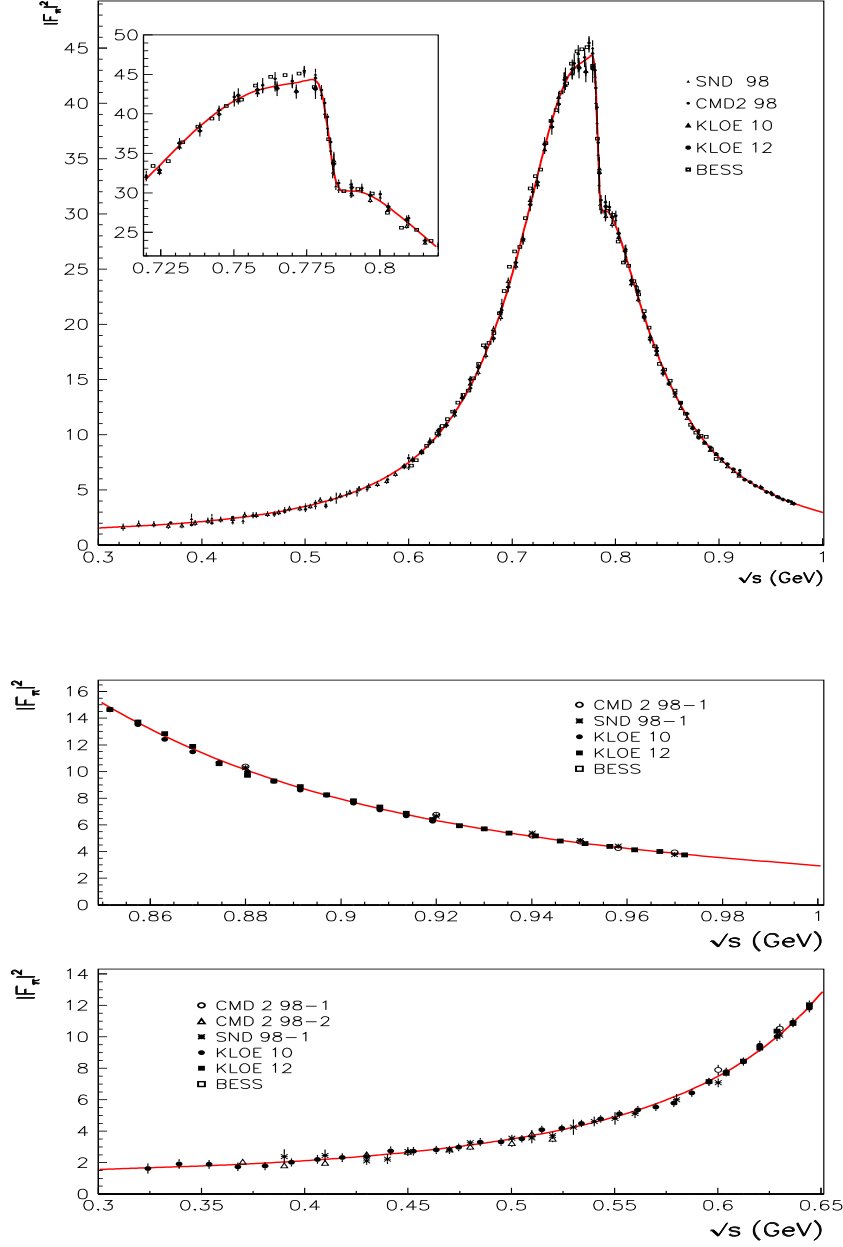 |Fπ|²
50
45
40
35
30
25
0.725 0.75 0.775 0.8
45
40
35
30
25
20
15
10
5
0
SND 98
CMD2 98
KLOE 10
KLOE 12
BESS
0.3 0.4 0.5 0.6 0.7 0.8 0.9 1
√s (GeV)
|Fπ|²
16
14
12
10
8
6
4
2
0
CMD 2 98-1
SND 98-1
KLOE 10
KLOE 12
BESS
0.86 0.88 0.9 0.92 0.94 0.96 0.98 1
√s (GeV)
|Fπ|²
14
12
10
8
6
4
2
0
CMD 2 98-1
CMD 2 98-2
SND 98-1
KLOE 10
KLOE 12
BESS
0.3 0.35 0.4 0.45 0.5 0.55 0.6 0.65
√s (GeV)